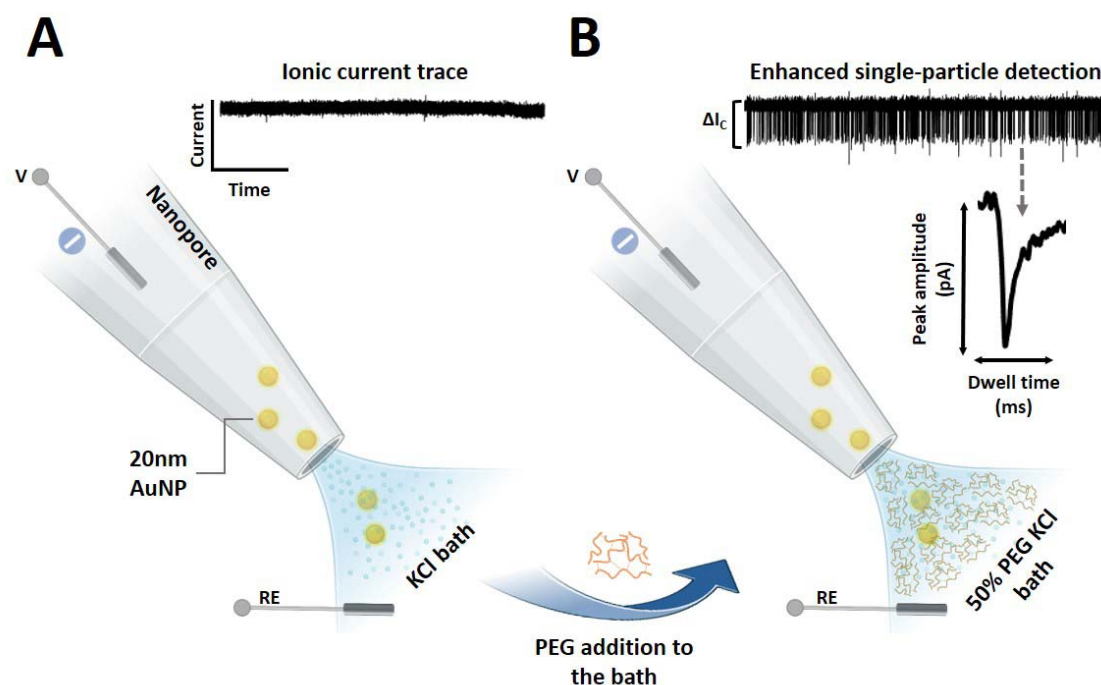 A
Ionic current trace
Current
Time
V
Nanopore
20nm
AuNP
KCl bath
RE
PEG addition to
the bath
B
Enhanced single-particle detection
ΔIC
V
Peak amplitude
(pA)
Dwell time
(ms)
50% PEG KCl
bath
RE